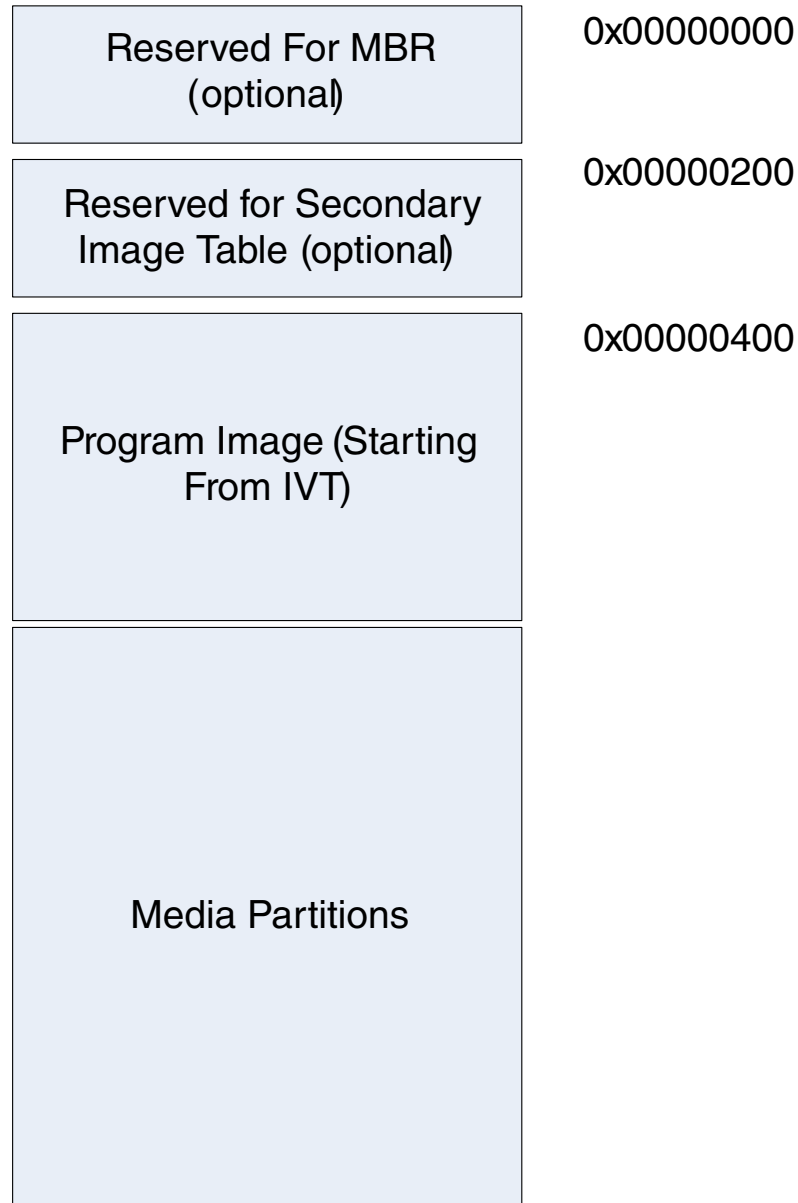 Reserved For MBR
(optional)
0x00000000
Reserved for Secondary
Image Table (optional)
0x00000200
Program Image (Starting
From IVT)
0x00000400
Media Partitions